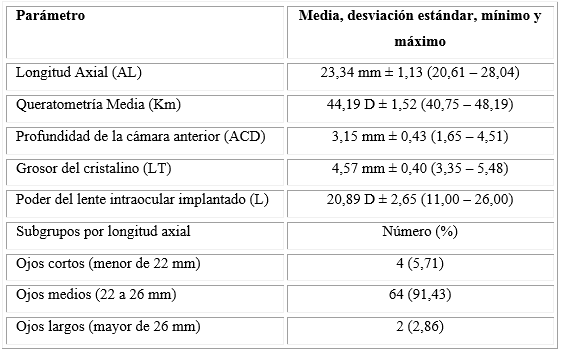 Parámetro Media, desviación estándar, mínimo y
máximo
Longitud Axial (AL) 23,34 mm ± 1,13 (20,61 – 28,04)
Queratometría Media (Km) 44,19 D ± 1,52 (40,75 – 48,19)
Profundidad de la cámara anterior (ACD) 3,15 mm ± 0,43 (1,65 – 4,51)
Grosor del cristalino (LT) 4,57 mm ± 0,40 (3,35 – 5,48)
Poder del lente intraocular implantado (L) 20,89 D ± 2,65 (11,00 – 26,00)
Subgrupos por longitud axial Número (%)
Ojos cortos (menor de 22 mm) 4 (5,71)
Ojos medios (22 a 26 mm) 64 (91,43)
Ojos largos (mayor de 26 mm) 2 (2,86)